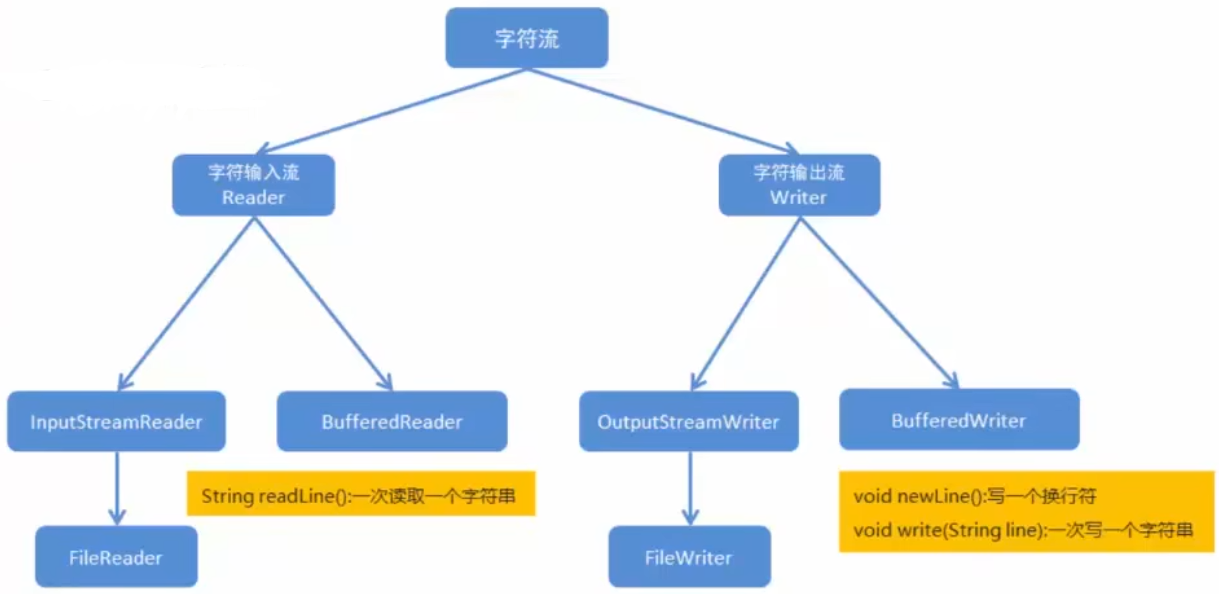 字符流
字符输入流
Reader
字符输出流
Writer
InputStreamReader
BufferedReader
OutputStreamWriter
BufferedWriter
String readLine():一次读取一个字符串
void newLine():写一个换行符
void write(String line):一次写一个字符串
FileReader
FileWriter